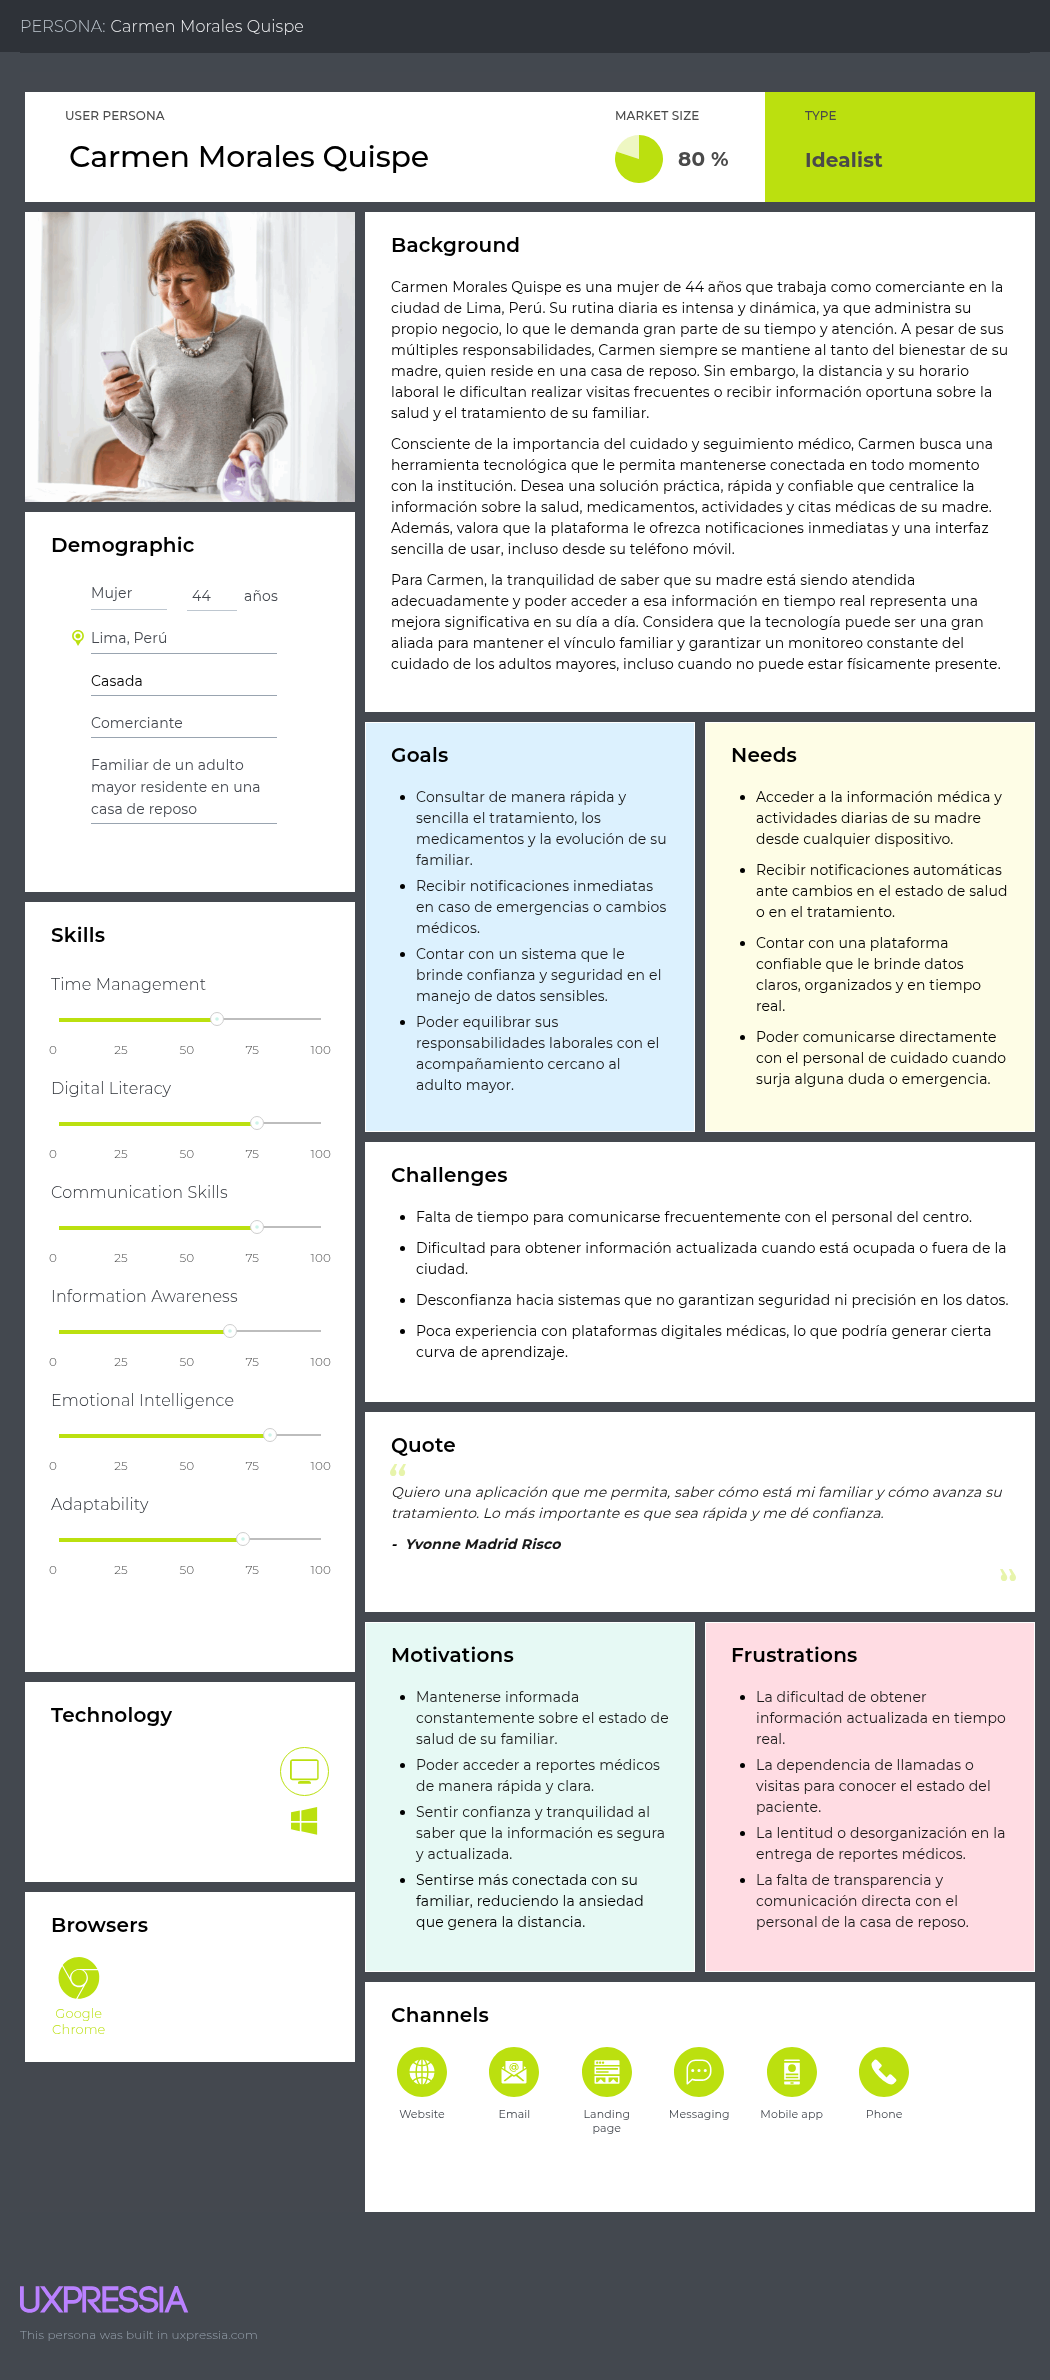 PERSONA: Carmen Morales Quispe
USER PERSONA
Carmen Morales Quispe
MARKET SIZE
80 %
TYPE
Idealist
Demographic
Mujer
44 años
Lima, Perú
Casada
Comerciante
Familiar de un adulto
mayor residente en una
casa de reposo
Skills
Time Management
0 25 50 75 100
Digital Literacy
0 25 50 75 100
Communication Skills
0 25 50 75 100
Information Awareness
0 25 50 75 100
Emotional Intelligence
0 25 50 75 100
Adaptability
0 25 50 75 100
Technology
Browsers
Google
Chrome
Background
Carmen Morales Quispe es una mujer de 44 años que trabaja como comerciante en la
ciudad de Lima, Perú. Su rutina diaria es intensa y dinámica, ya que administra su
propio negocio, lo que le demanda gran parte de su tiempo y atención. A pesar de sus
múltiples responsabilidades, Carmen siempre se mantiene al tanto del bienestar de su
madre, quien reside en una casa de reposo. Sin embargo, la distancia y su horario
laboral le dificultan realizar visitas frecuentes o recibir información oportuna sobre la
salud y el tratamiento de su familiar.
Consciente de la importancia del cuidado y seguimiento médico, Carmen busca una
herramienta tecnológica que le permita mantenerse conectada en todo momento
con la institución. Desea una solución práctica, rápida y confiable que centralice la
información sobre la salud, medicamentos, actividades y citas médicas de su madre.
Además, valora que la plataforma le ofrezca notificaciones inmediatas y una interfaz
sencilla de usar, incluso desde su teléfono móvil.
Para Carmen, la tranquilidad de saber que su madre está siendo atendida
adecuadamente y poder acceder a esa información en tiempo real representa una
mejora significativa en su día a día. Considera que la tecnología puede ser una gran
aliada para mantener el vínculo familiar y garantizar un monitoreo constante del
cuidado de los adultos mayores, incluso cuando no puede estar físicamente presente.
Goals
• Consultar de manera rápida y
sencilla el tratamiento, los
medicamentos y la evolución de su
familiar.
• Recibir notificaciones inmediatas
en caso de emergencias o cambios
médicos.
• Contar con un sistema que le
brinde confianza y seguridad en el
manejo de datos sensibles.
• Poder equilibrar sus
responsabilidades laborales con el
acompañamiento cercano al
adulto mayor.
Needs
• Acceder a la información médica y
actividades diarias de su madre
desde cualquier dispositivo.
• Recibir notificaciones automáticas
ante cambios en el estado de salud
o en el tratamiento.
• Contar con una plataforma
confiable que le brinde datos
claros, organizados y en tiempo
real.
• Poder comunicarse directamente
con el personal de cuidado cuando
surja alguna duda o emergencia.
Challenges
• Falta de tiempo para comunicarse frecuentemente con el personal del centro.
• Dificultad para obtener información actualizada cuando está ocupada o fuera de la
ciudad.
• Desconfianza hacia sistemas que no garantizan seguridad ni precisión en los datos.
• Poca experiencia con plataformas digitales médicas, lo que podría generar cierta
curva de aprendizaje.
Quote
“
Quiero una aplicación que me permita, saber cómo está mi familiar y cómo avanza su
tratamiento. Lo más importante es que sea rápida y me dé confianza.
- Yvonne Madrid Risco
”
Motivations
• Mantenerse informada
constantemente sobre el estado de
salud de su familiar.
• Poder acceder a reportes médicos
de manera rápida y clara.
• Sentir confianza y tranquilidad al
saber que la información es segura
y actualizada.
• Sentirse más conectada con su
familiar, reduciendo la ansiedad
que genera la distancia.
Frustrations
• La dificultad de obtener
información actualizada en tiempo
real.
• La dependencia de llamadas o
visitas para conocer el estado del
paciente.
• La lentitud o desorganización en la
entrega de reportes médicos.
• La falta de transparencia y
comunicación directa con el
personal de la casa de reposo.
Channels
Website
Email
Landing
page
Messaging
Mobile app
Phone
UXPRESSIA
This persona was built in uxpressia.com